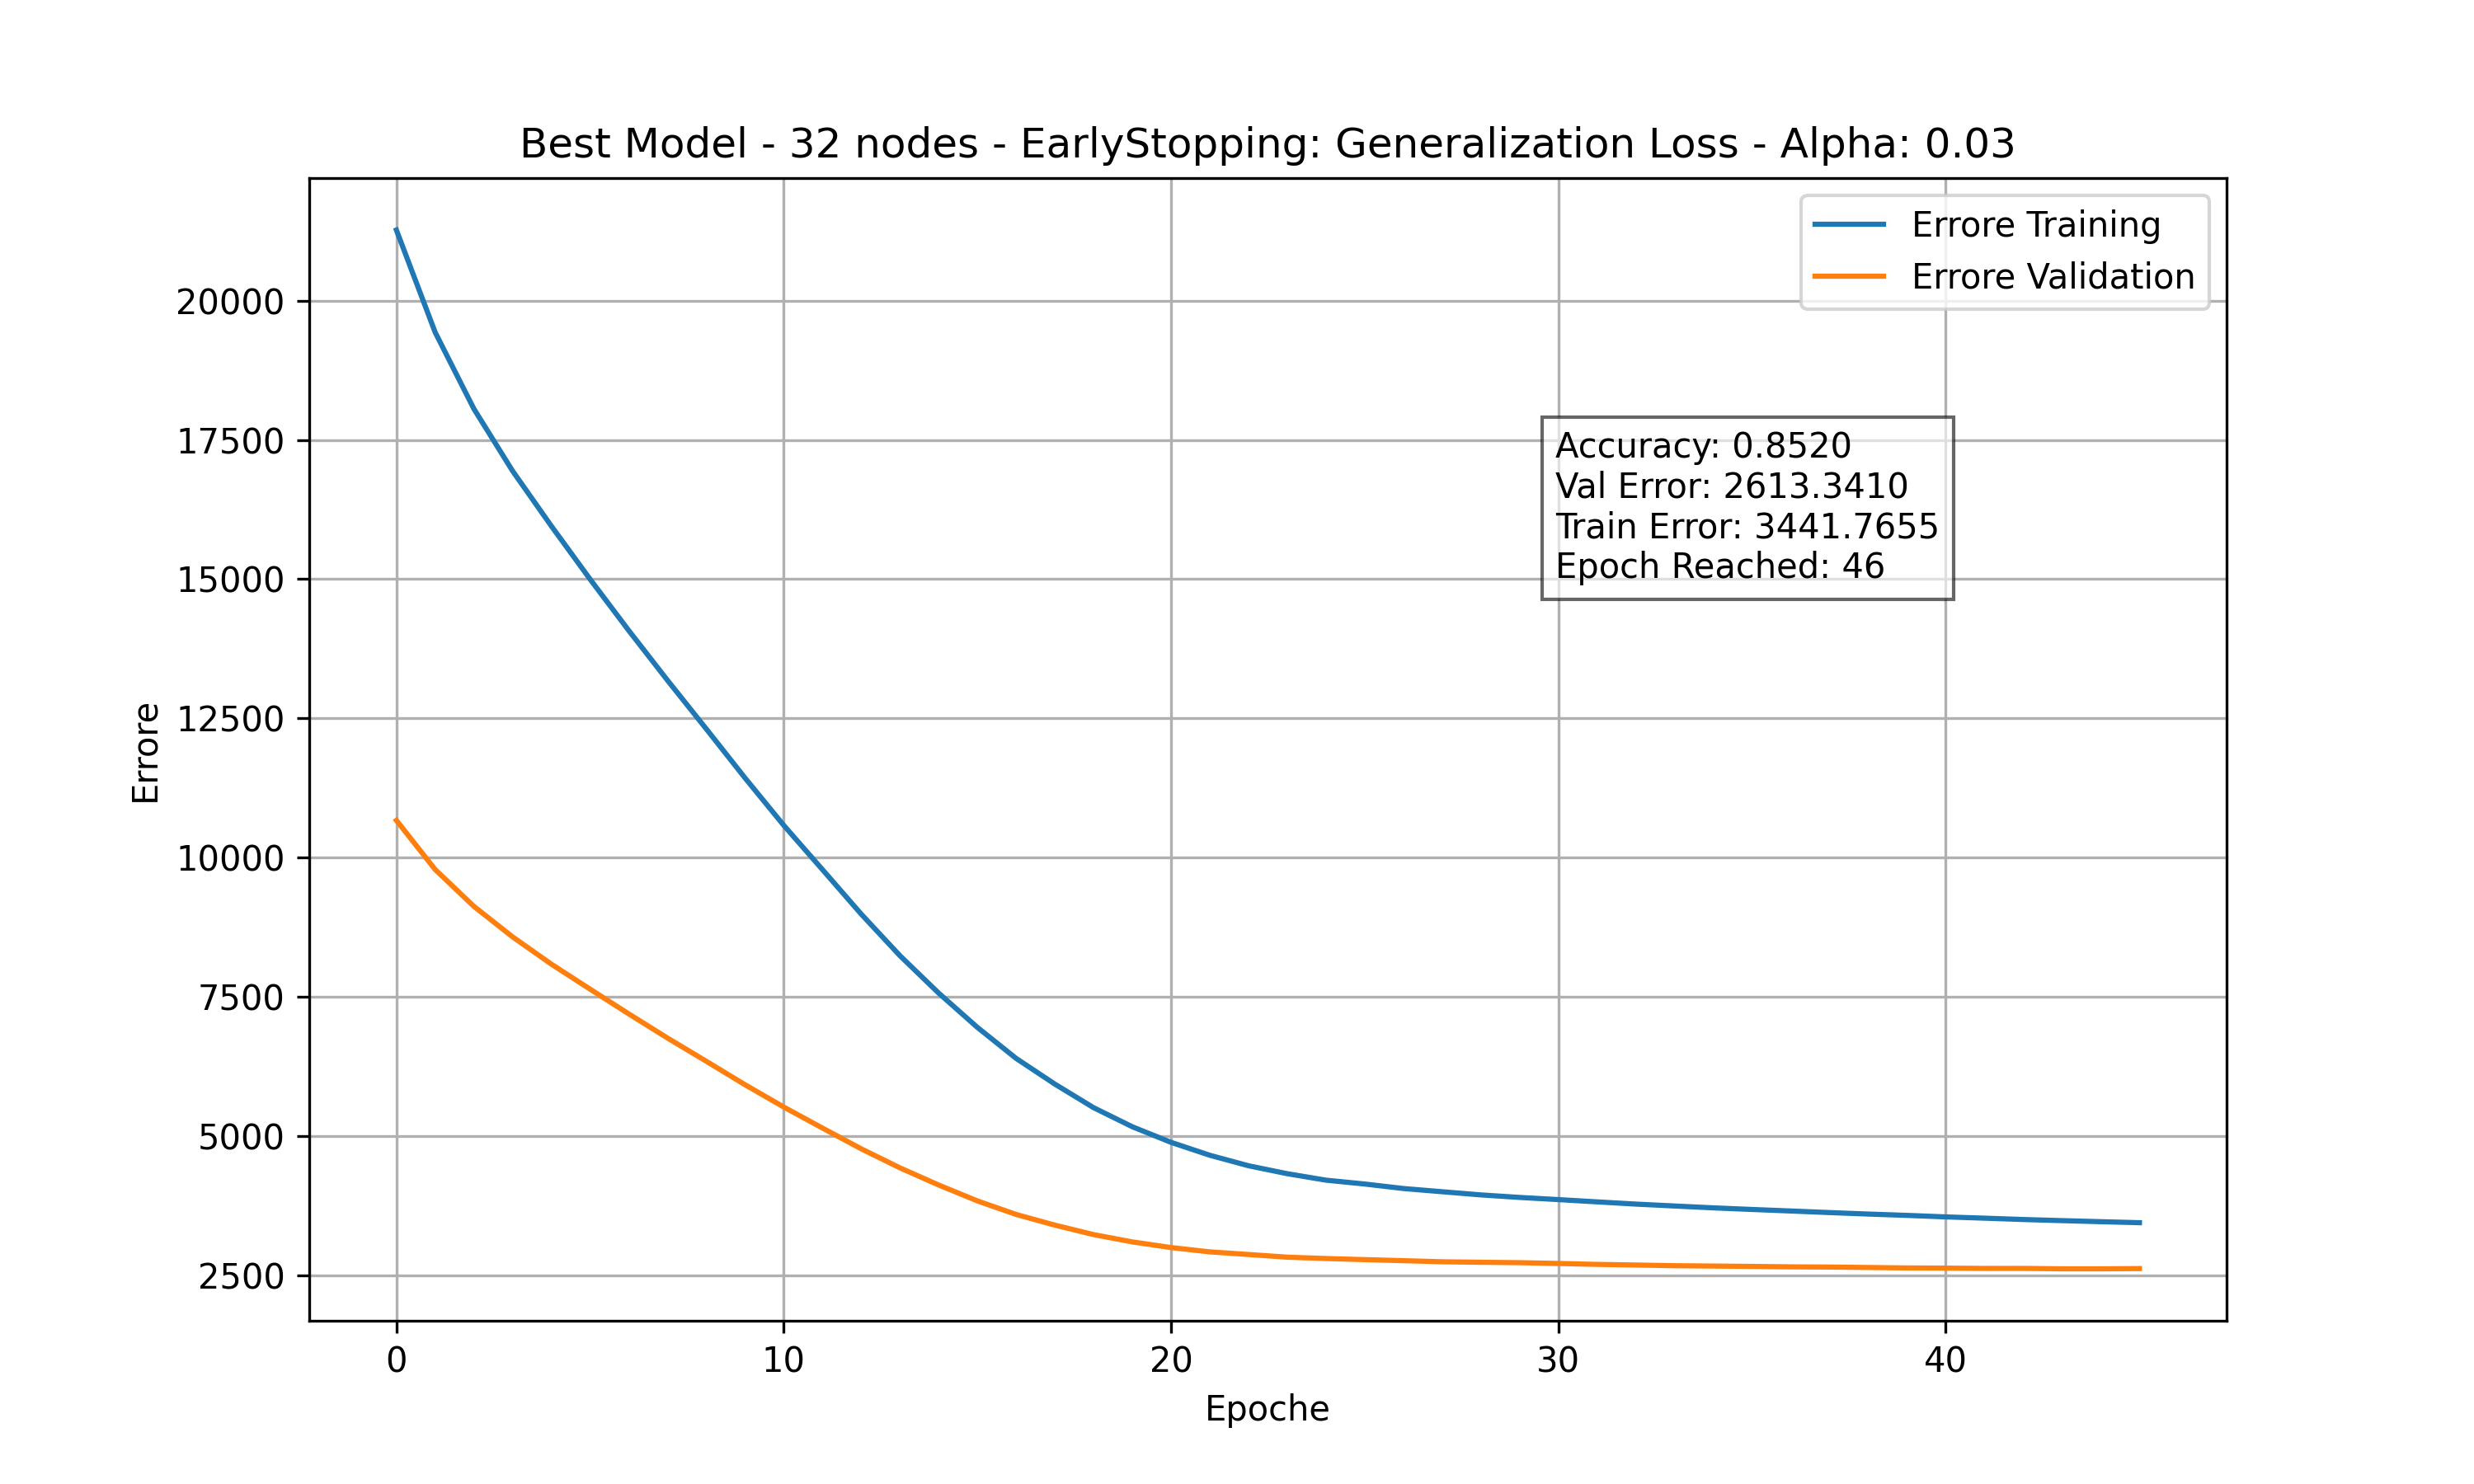 Best Model - 32 nodes - EarlyStopping: Generalization Loss - Alpha: 0.03
Errore Training
Errore Validation
20000
17500
15000
12500
10000
7500
5000
2500
Errore
Accuracy: 0.8520
Val Error: 2613.3410
Train Error: 3441.7655
Epoch Reached: 46
0 10 20 30 40
Epoche